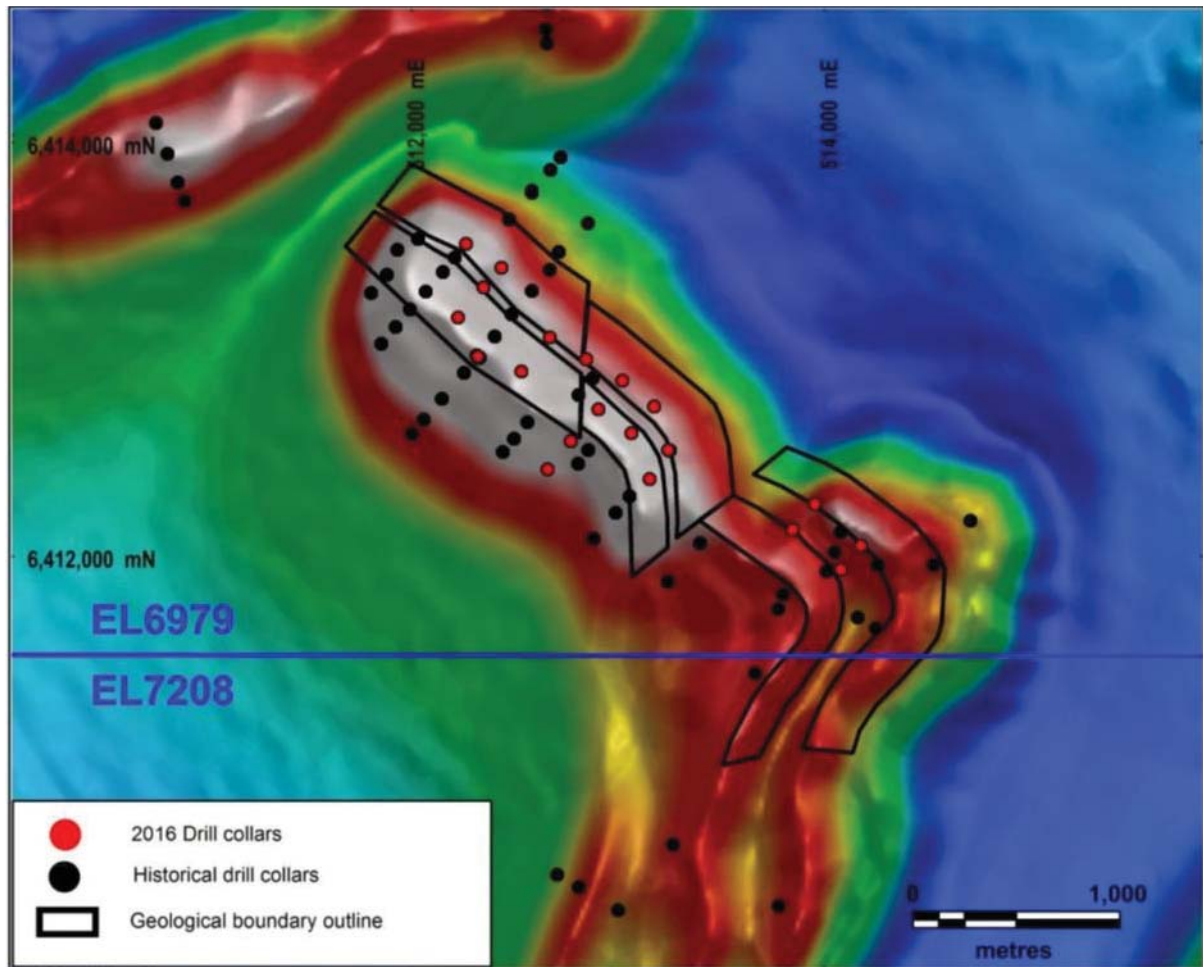 512,000 mE
514,000 mE
6,414,000 mN
6,412,000 mN
EL6979
EL7208
2016 Drill collars
Historical drill collars
Geological boundary outline
0 1,000
metres